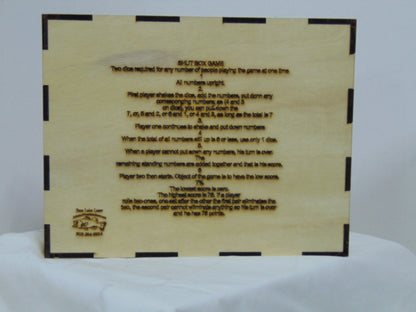 SHUT BOX GAME
Two dice required for any number of people playing the game at one time.
1
All numbers upright.
2.
First player shakes the dice, add the numbers, put down any
corresponding numbers, as (4 and 3
on dice), you can put down the
7, or, 5 and 2, or 6 and 1, or 4 and 3, as long as the total is 7
3.
Player one continues to shake and put down numbers
4.
When the total of all numbers still up is 6 or less, use only 1 dice.
5.
When a player cannot put down any numbers, his turn is over.
The
remaining standing numbers are added together and that is his score.
6
Player two then starts. Object of the game is to have the low score.
The lowest score is zero.
The highest score is 78. If the player
rolls two-ones, one set after the other the first pair eliminates the
two, the second pair cannot eliminate anything so his turn is over
and he has 76 points.